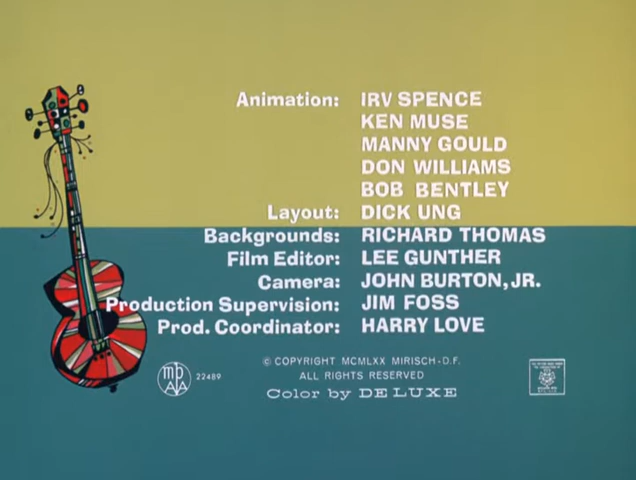 Animation: IRV SPENCE
KEN MUSE
MANNY GOULD
DON WILLIAMS
BOB BENTLEY
Layout: DICK UNG
Backgrounds: RICHARD THOMAS
Film Editor: LEE GUNTHER
Camera: JOHN BURTON, JR.
Production Supervision: JIM FOSS
Prod. Coordinator: HARRY LOVE
© COPYRIGHT MCMLXX MIRISCH-D.F.
ALL RIGHTS RESERVED
Color by DE LUXE
mpAA 22489